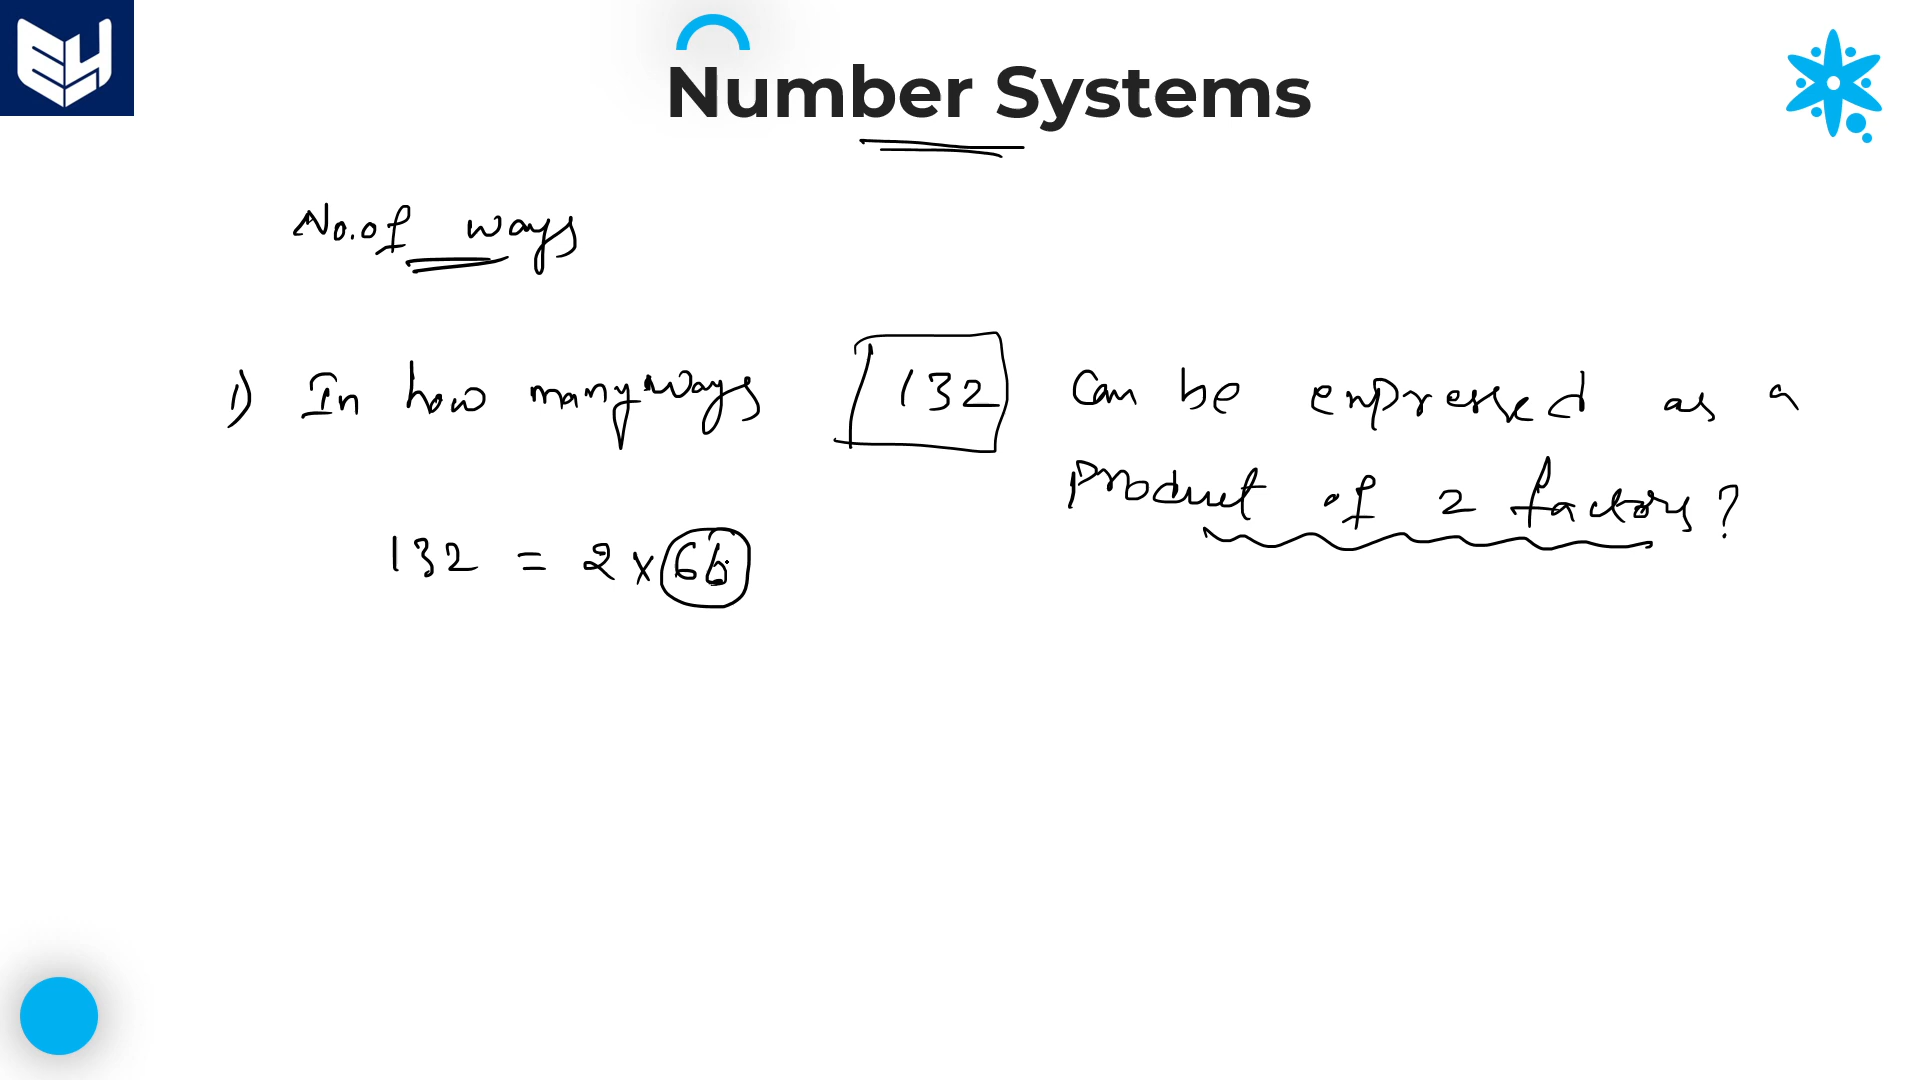 Number Systems
No.of ways
1) In how many ways 132 can be expressed as a
product of 2 factors?
132 = 2 x 66